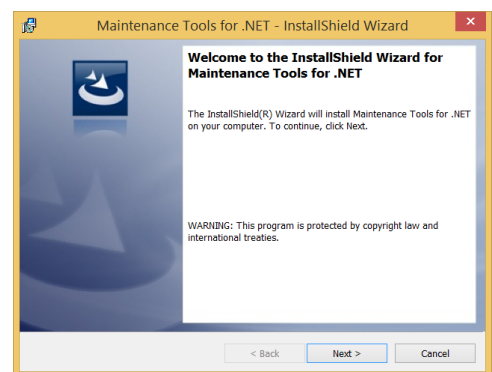 Maintenance Tools for .NET - InstallShield Wizard
Welcome to the InstallShield Wizard for
Maintenance Tools for .NET
The InstallShield(R) Wizard will install Maintenance Tools for .NET
on your computer. To continue, click Next.
WARNING: This program is protected by copyright law and
international treaties.
< Back Next > Cancel